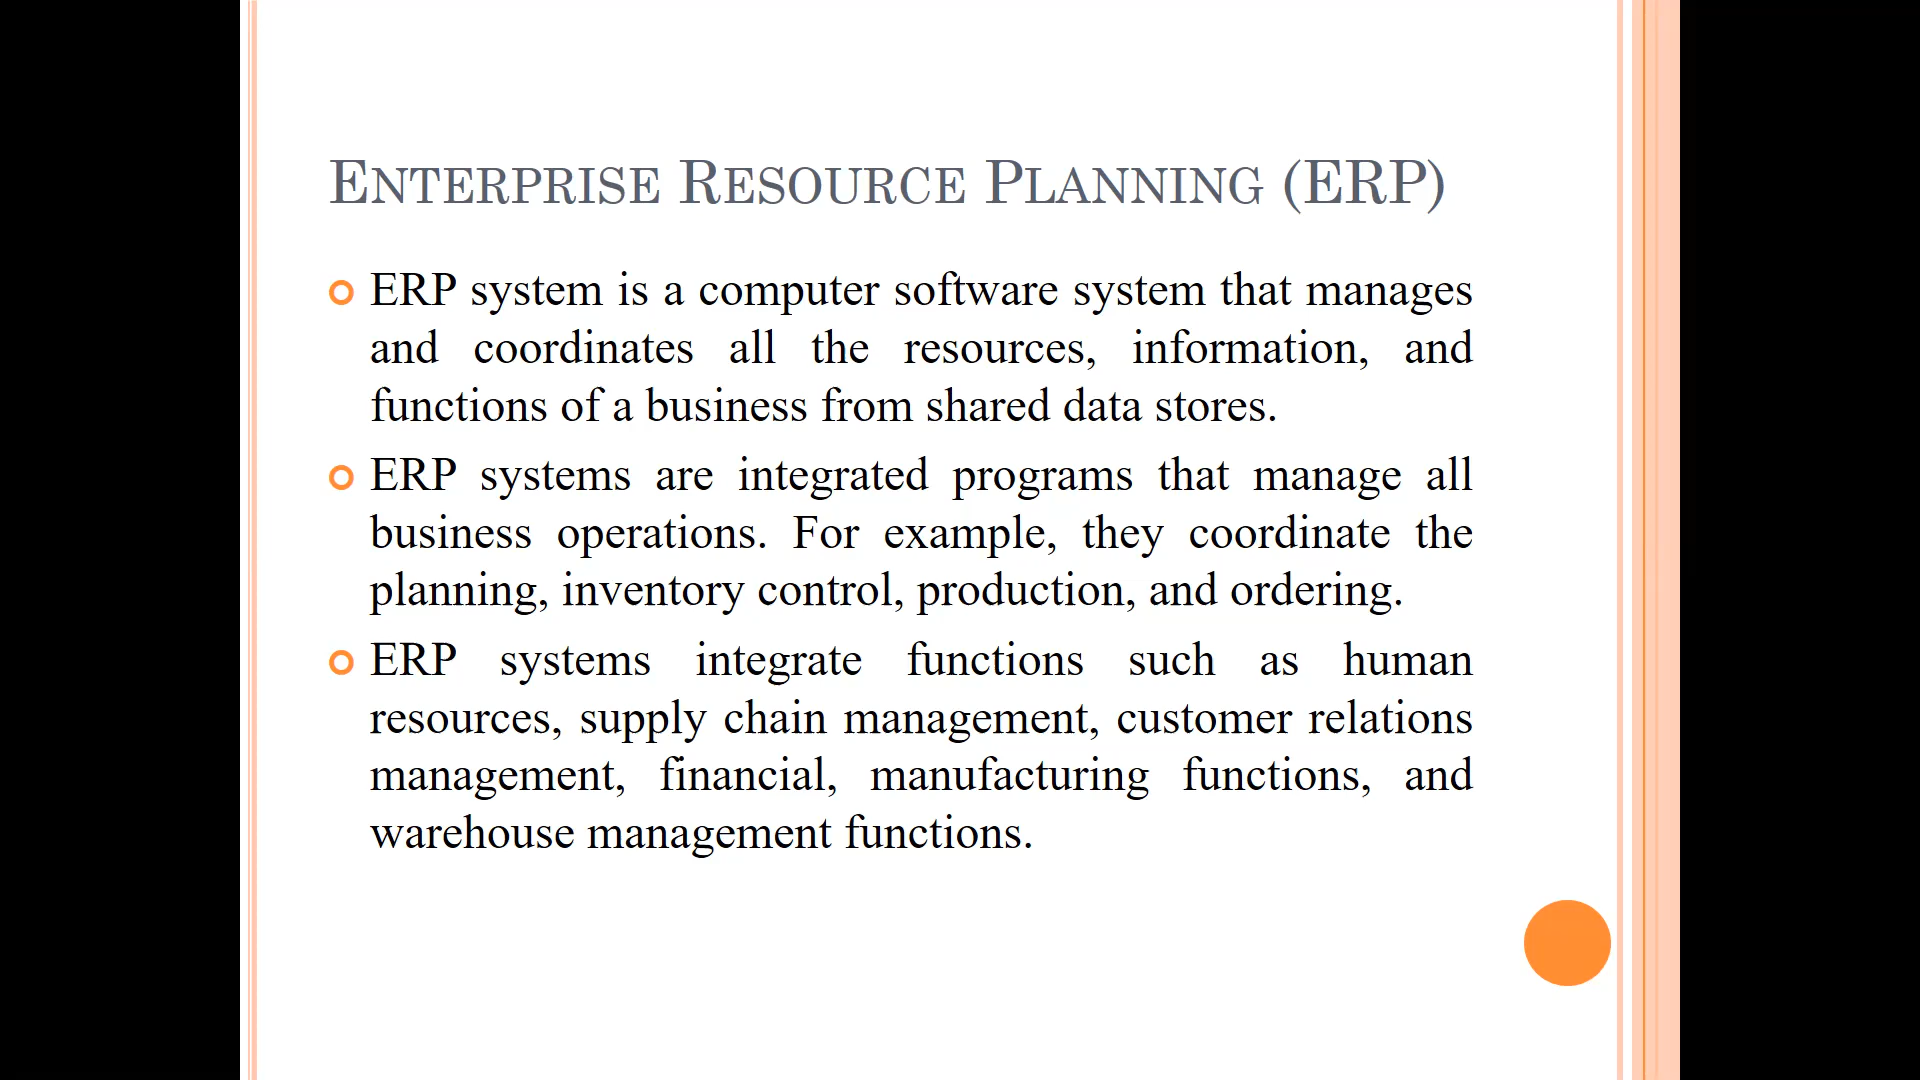 ENTERPRISE RESOURCE PLANNING (ERP)
ERP system is a computer software system that manages
and coordinates all the resources, information, and
functions of a business from shared data stores.
ERP systems are integrated programs that manage all
business operations. For example, they coordinate the
planning, inventory control, production, and ordering.
ERP systems integrate functions such as human
resources, supply chain management, customer relations
management, financial, manufacturing functions, and
warehouse management functions.